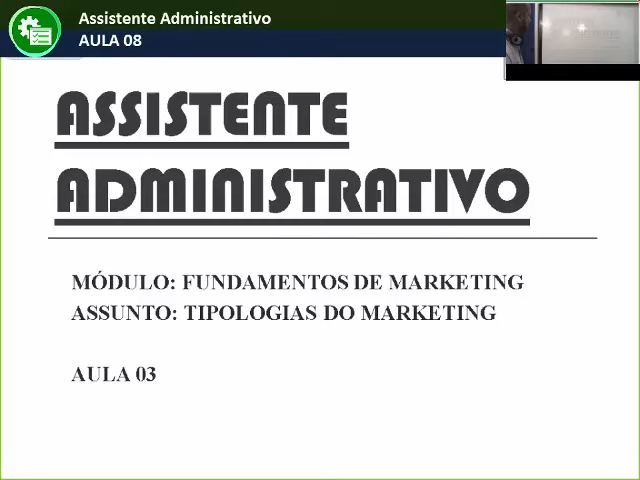 Assistente Administrativo
AULA 08
ASSISTENTE
ADMINISTRATIVO
MÓDULO: FUNDAMENTOS DE MARKETING
ASSUNTO: TIPOLOGIAS DO MARKETING
AULA 03